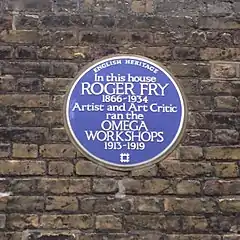 ENGLISH HERITAGE
In this house
ROGER FRY
1866-1934
Artist and Art Critic
ran the
OMEGA
WORKSHOPS
1913-1919